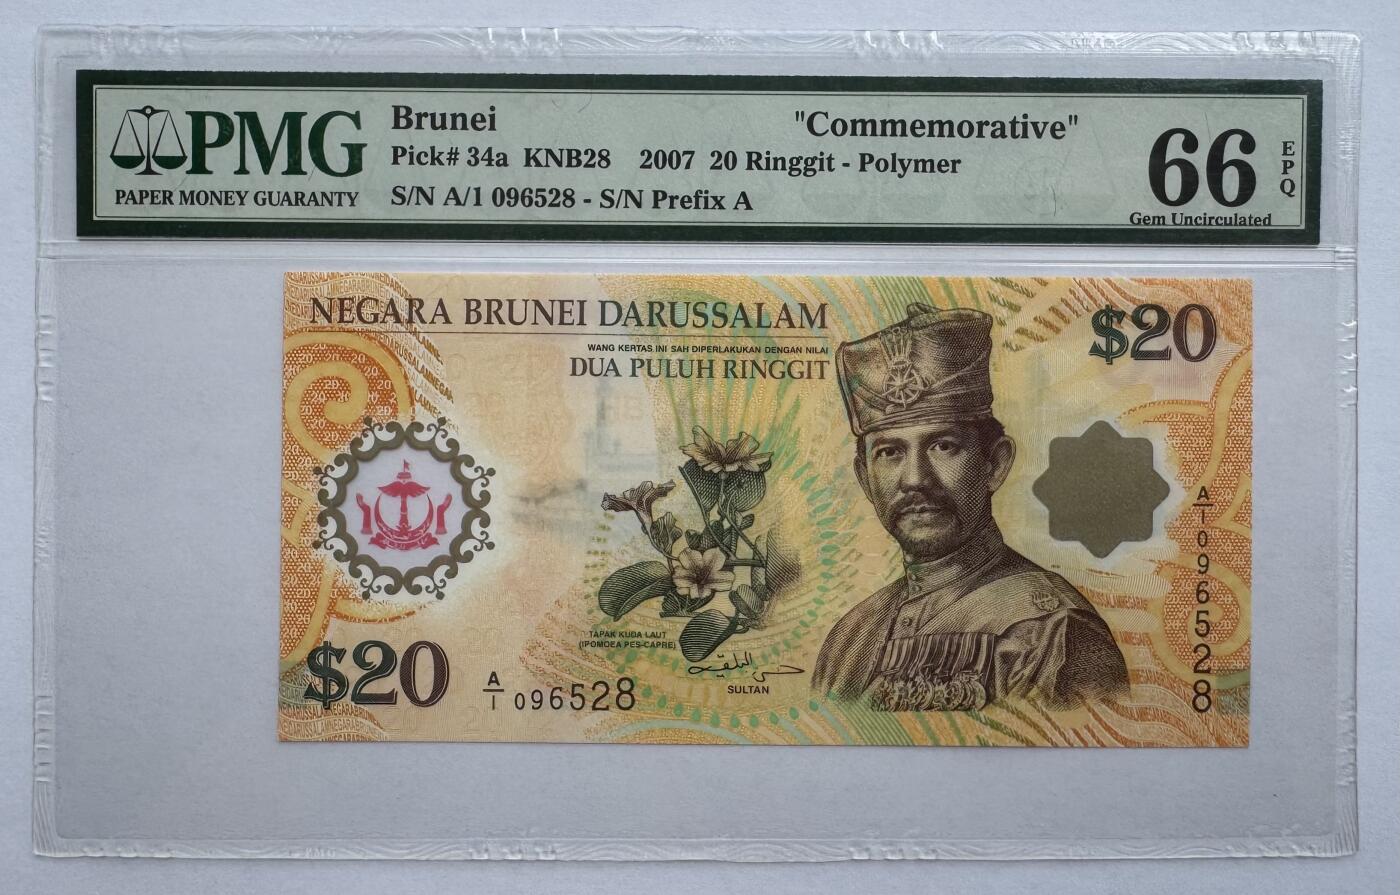 PMG
PAPER MONEY GUARANTY
Brunei
"Commemorative"
Pick# 34a KNB28 2007 20 Ringgit - Polymer
S/N A/1 096528 - S/N Prefix A
66
EPQ
Gem Uncirculated
NEGARA BRUNEI DARUSSALAM
WANG KERTAS INI SAH DIPERLAKUKAN DENGAN NILAI
DUA PULUH RINGGIT
$20
A/1 096528
TAPAK KUDA LAUT
(IPOMOEA PES-CAPRE)
SULTAN
$20
A/1 096528
PMG